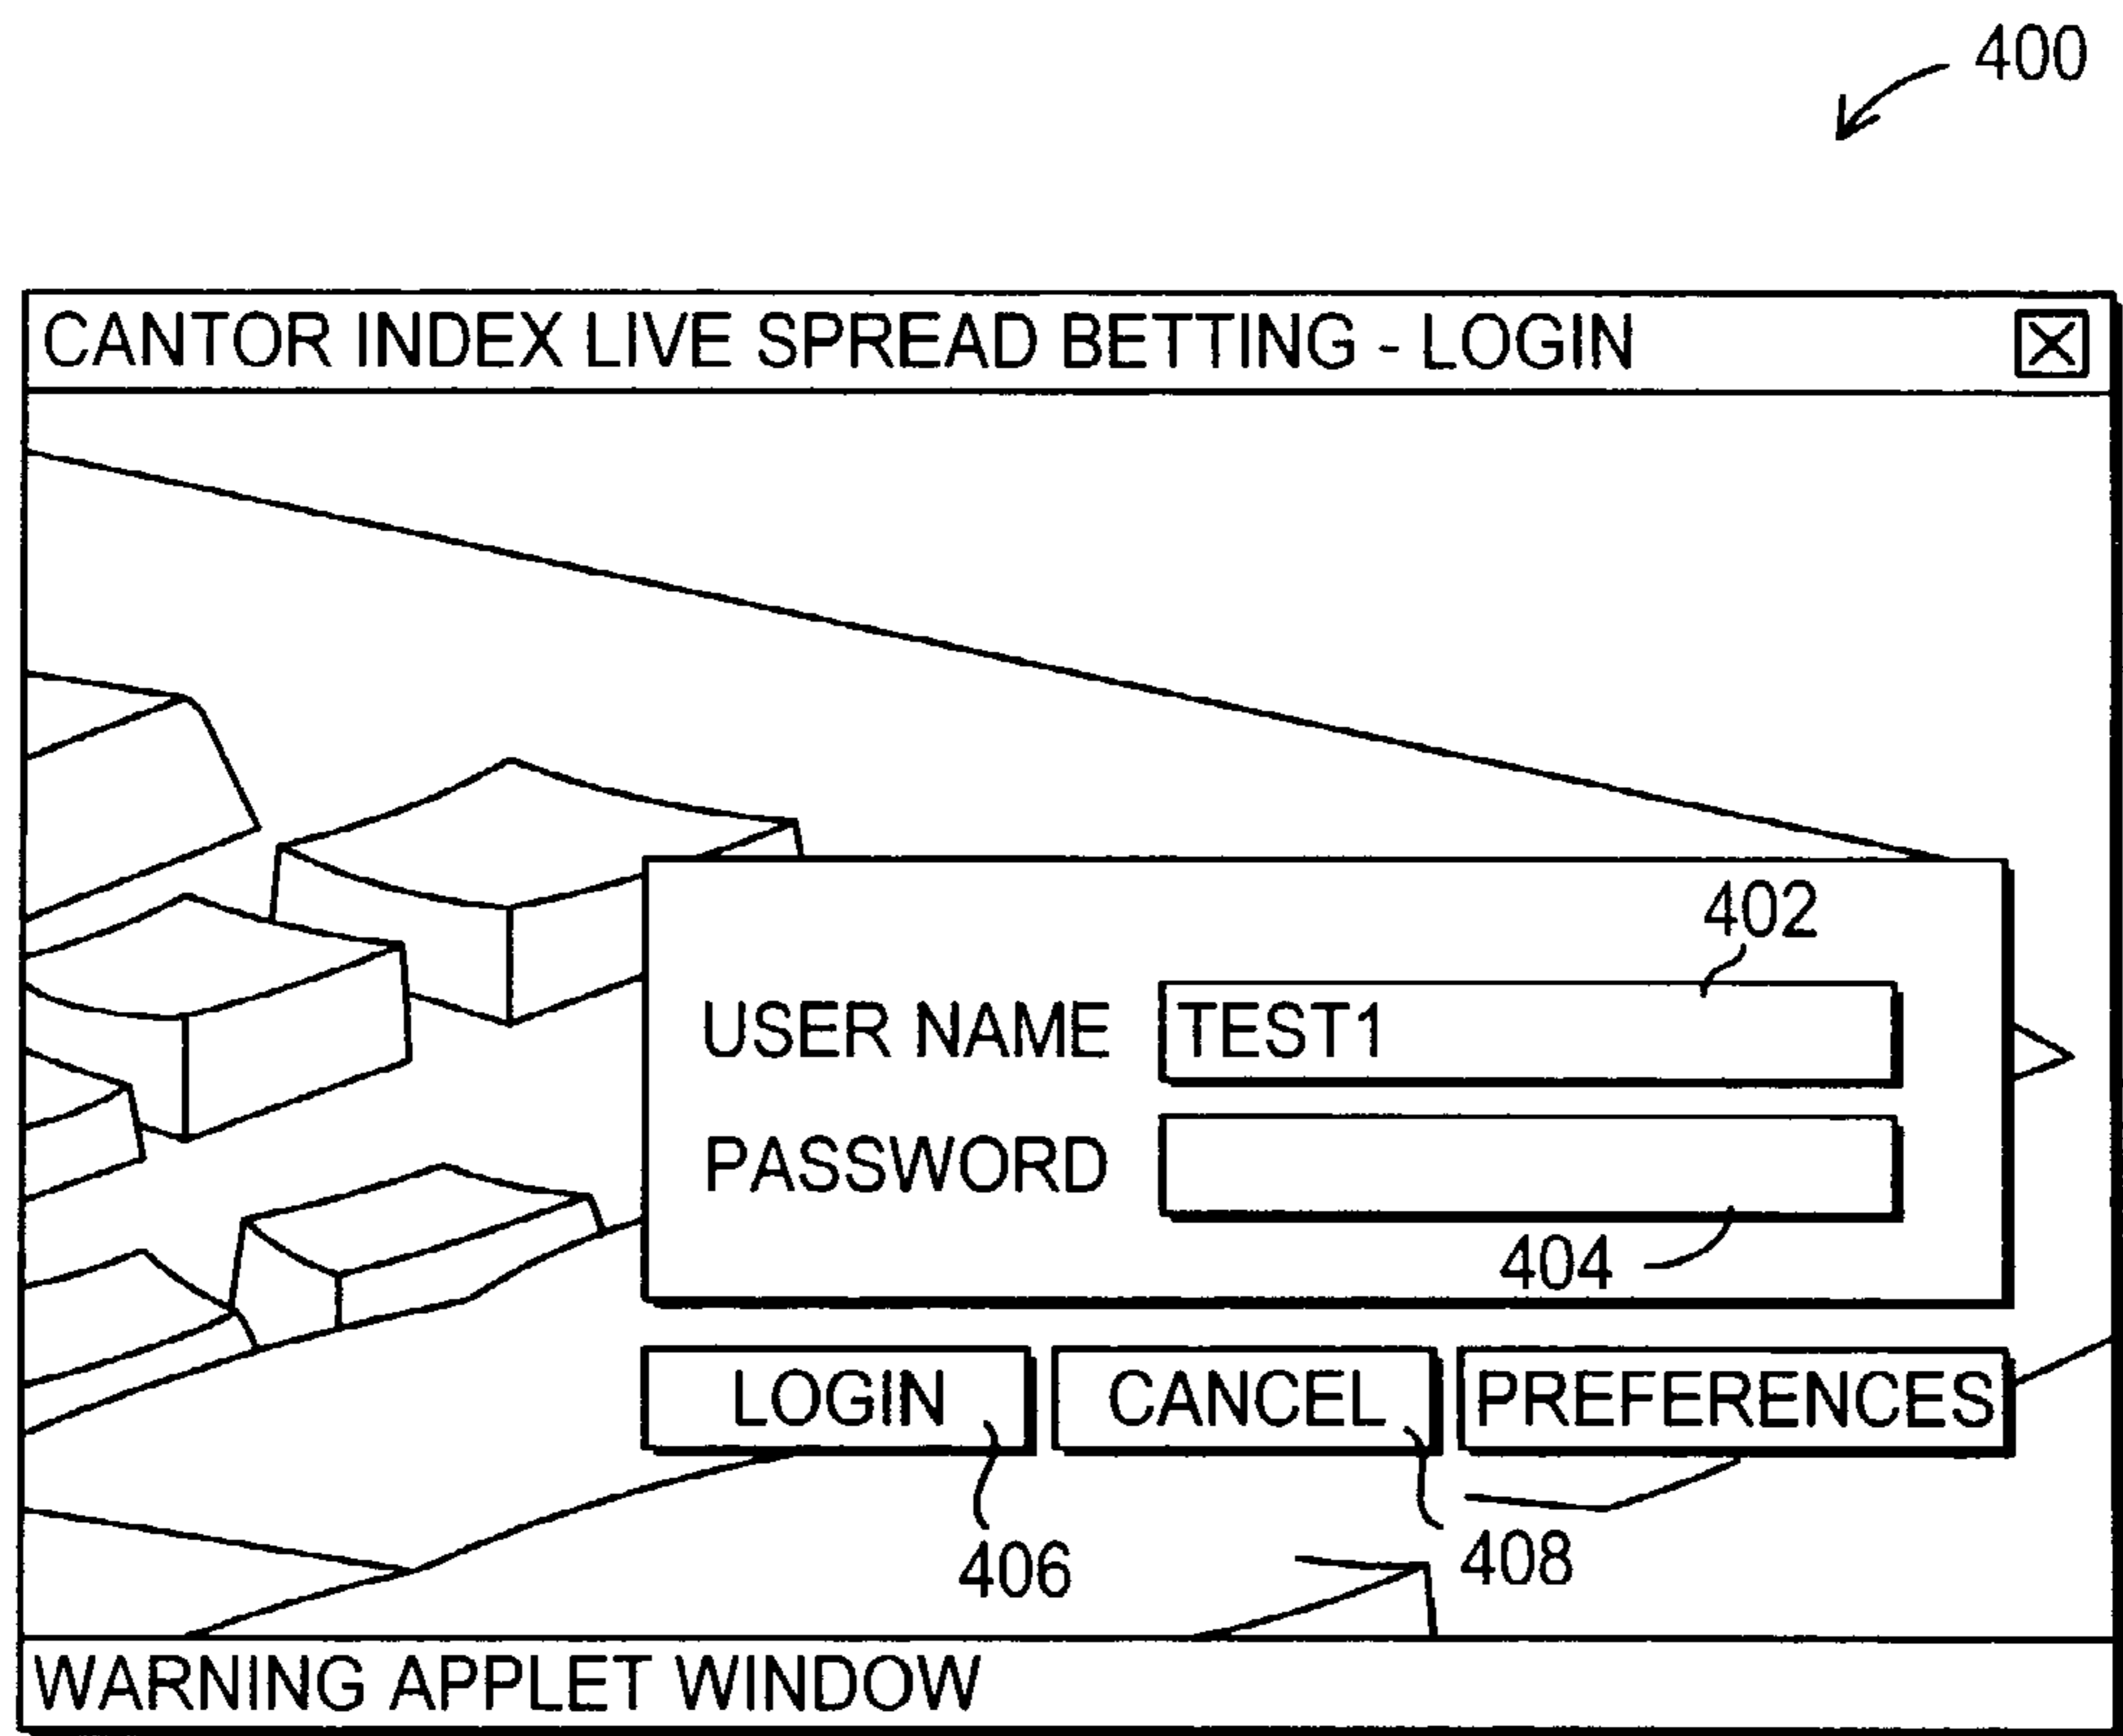 400
CANTOR INDEX LIVE SPREAD BETTING - LOGIN
402
USER NAME TEST1
PASSWORD
404
LOGIN CANCEL PREFERENCES
406 408
WARNING APPLET WINDOW